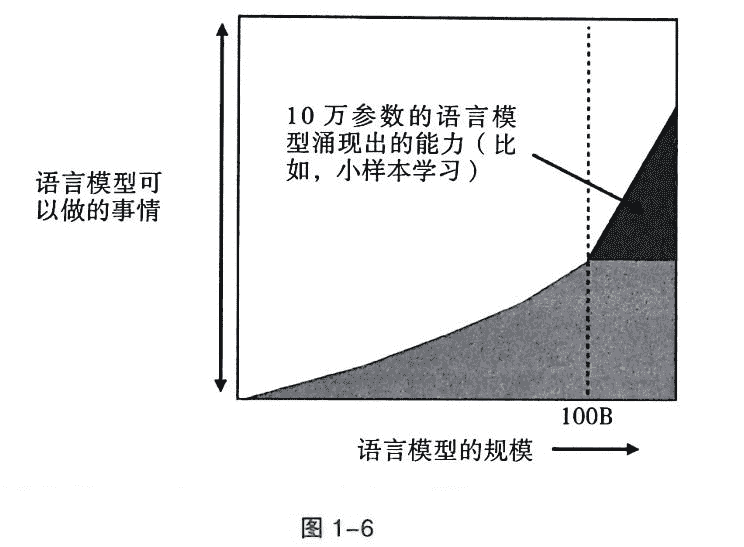 10 万参数的语言模
型涌现出的能力（比
如，小样本学习）
语言模型可
以做的事情
100B
语言模型的规模
图 1-6